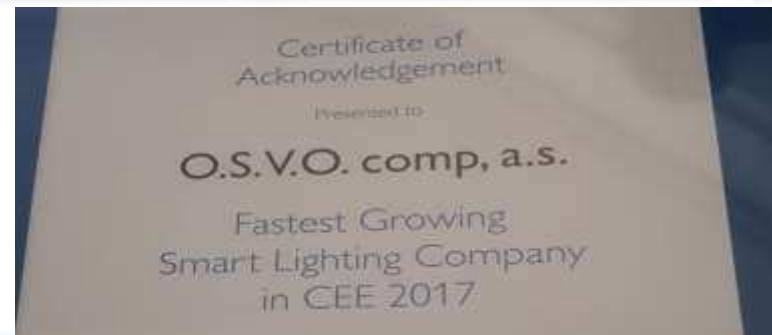 Certificate of
Acknowledgement
Presented to
O.S.V.O. comp, a.s.
Fastest Growing
Smart Lighting Company
in CEE 2017